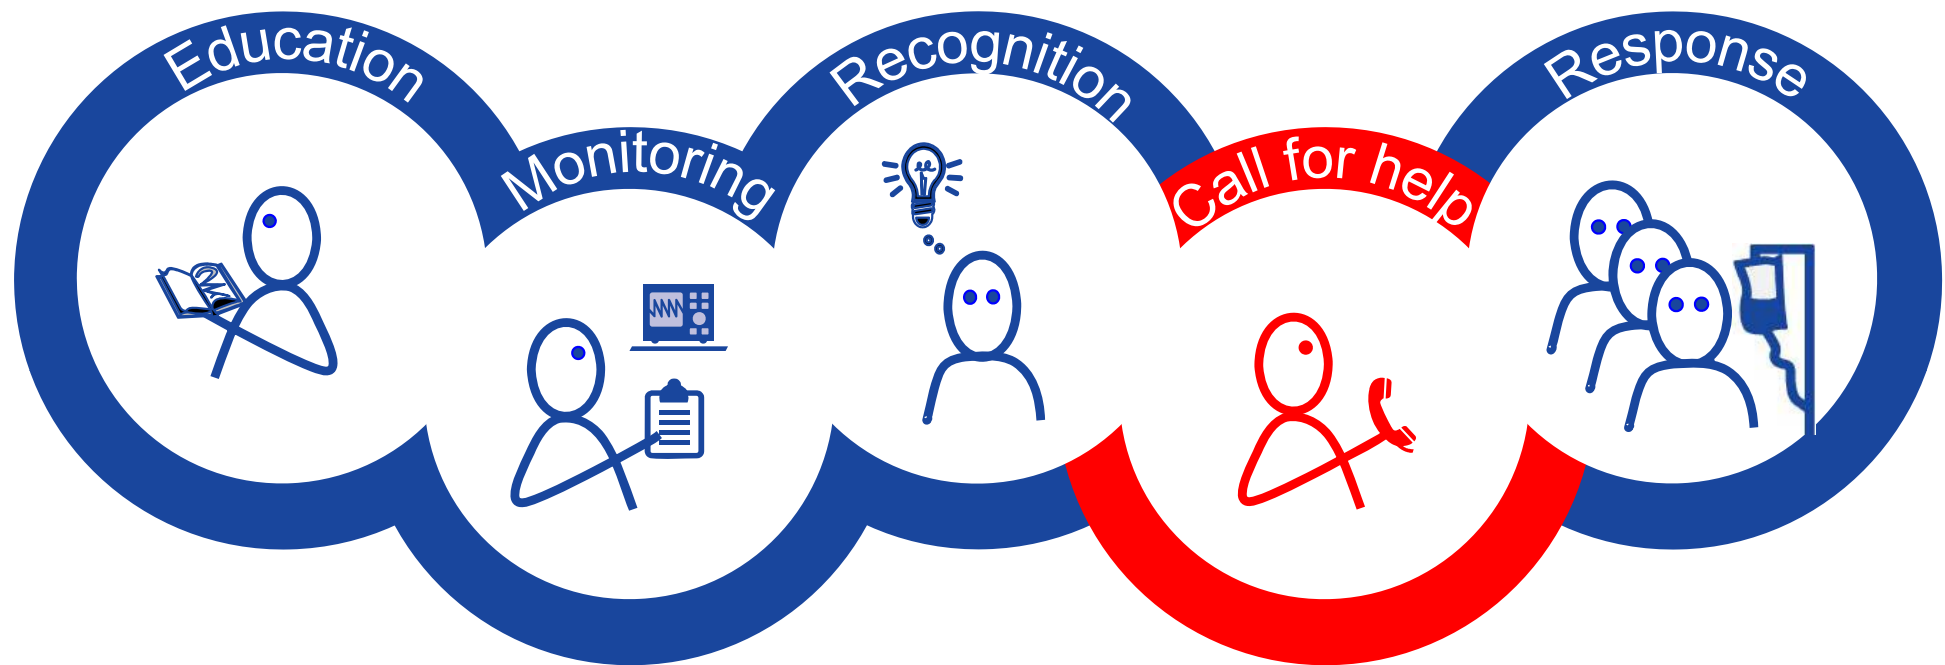 Education
Monitoring
Recognition
Call for help
Response